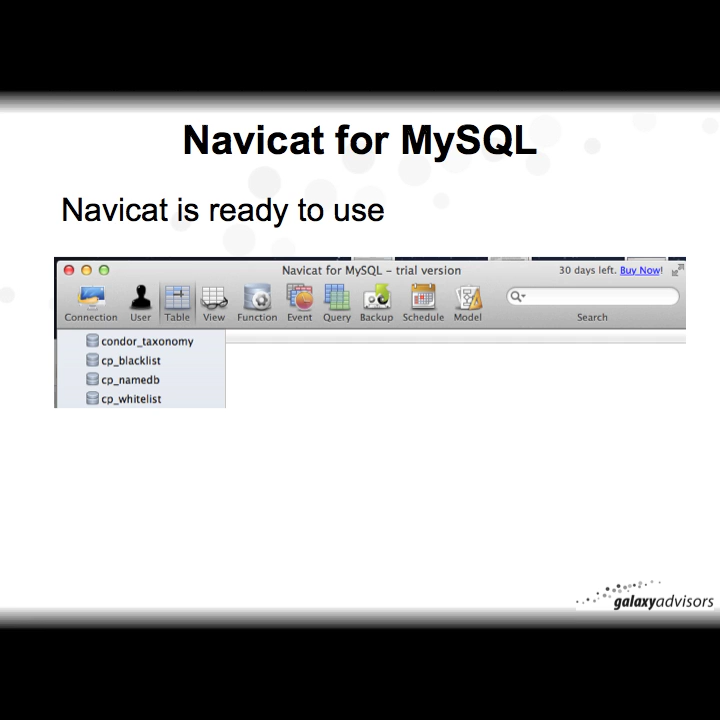 Navicat for MySQL
Navicat is ready to use
Navicat for MySQL – trial version
30 days left. Buy Now!
Connection User Table View Function Event Query Backup Schedule Model Search
condor_taxonomy
cp_blacklist
cp_namedb
cp_whitelist
galaxyadvisors